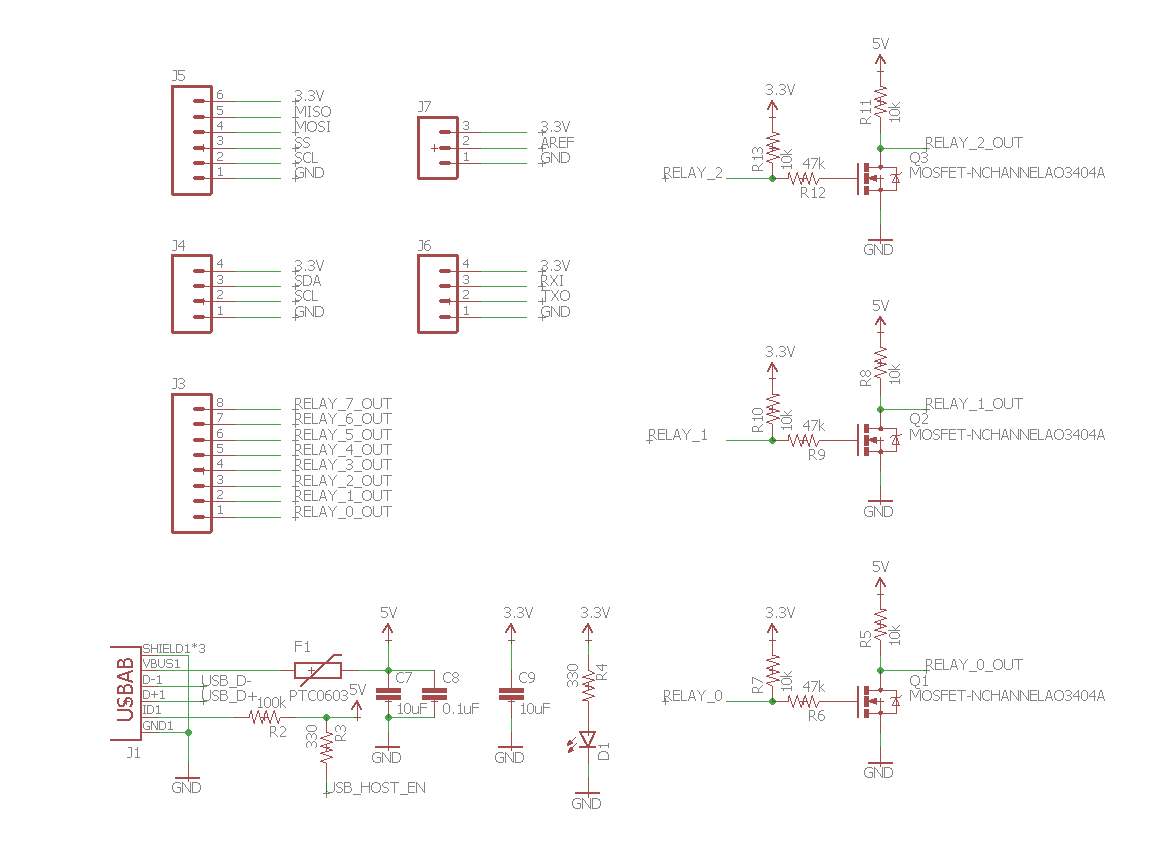 J5
6 3.3V
5 MISO
4 MOSI
3 SS
2 SCL
1 GND
J7
3 3.3V
2 AREF
1 GND
J4
4 3.3V
3 SDA
2 SCL
1 GND
J6
4 3.3V
3 RXI
2 TXO
1 GND
J3
8 RELAY_7_OUT
7 RELAY_6_OUT
6 RELAY_5_OUT
5 RELAY_4_OUT
4 RELAY_3_OUT
3 RELAY_2_OUT
2 RELAY_1_OUT
1 RELAY_0_OUT
5V
R11
10k
3.3V
R13
10k
RELAY_2
47k
R12
RELAY_2_OUT
Q3
MOSFET-NCHANNELAO3404A
GND
5V
R8
10k
3.3V
R10
10k
RELAY_1
47k
R9
RELAY_1_OUT
Q2
MOSFET-NCHANNELAO3404A
GND
5V
R5
10k
3.3V
R7
10k
RELAY_0
47k
R6
RELAY_0_OUT
Q1
MOSFET-NCHANNELAO3404A
GND
USBAB
J1
SHIELD1*3
VBUS1
D-1
D+1
ID1
GND1
USB_D-
USB_D+
F1
PTC0603
100k
R2
5V
330
R3
USB_HOST_EN
GND
5V
C7
10uF
C8
0.1uF
GND
3.3V
C9
10uF
GND
3.3V
330
R4
D1
GND